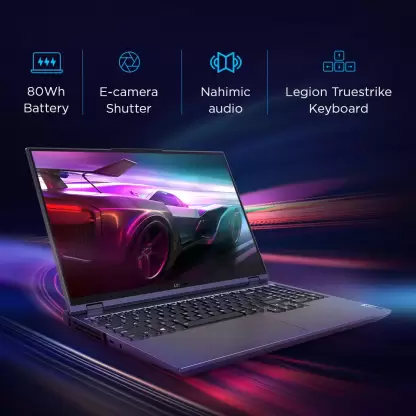 80Wh
Battery
E-camera
Shutter
Nahimic
audio
Legion Truestrike
Keyboard